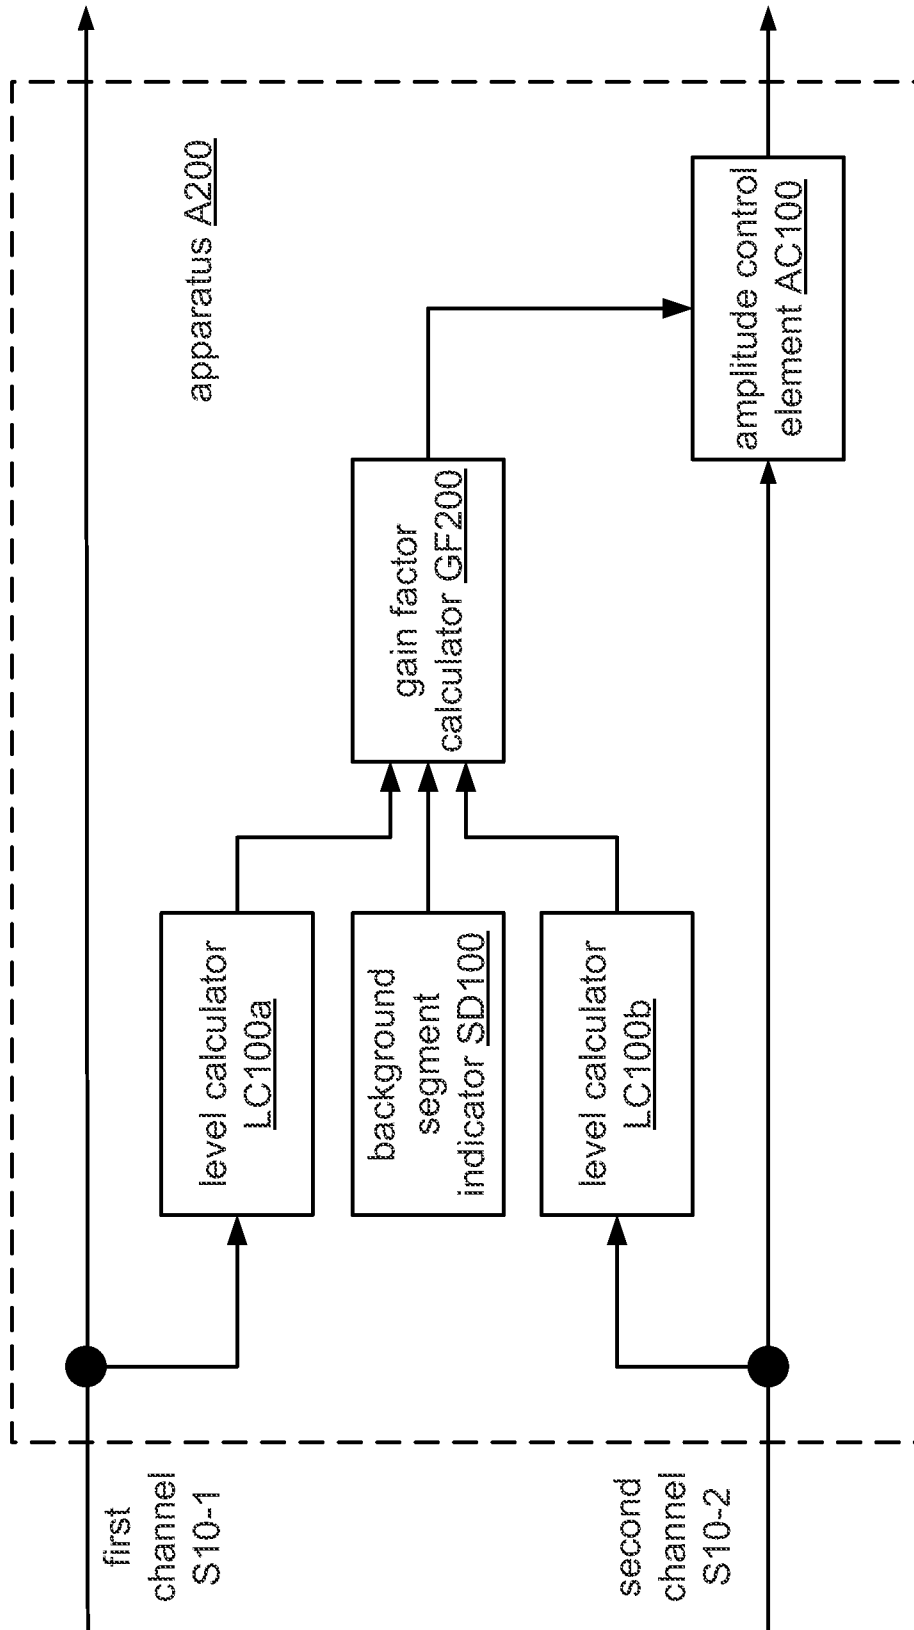 apparatus A200
first
channel
S10-1
level calculator
LC100a
background
segment
indicator SD100
gain factor
calculator GF200
level calculator
LC100b
amplitude control
element AC100
second
channel
S10-2